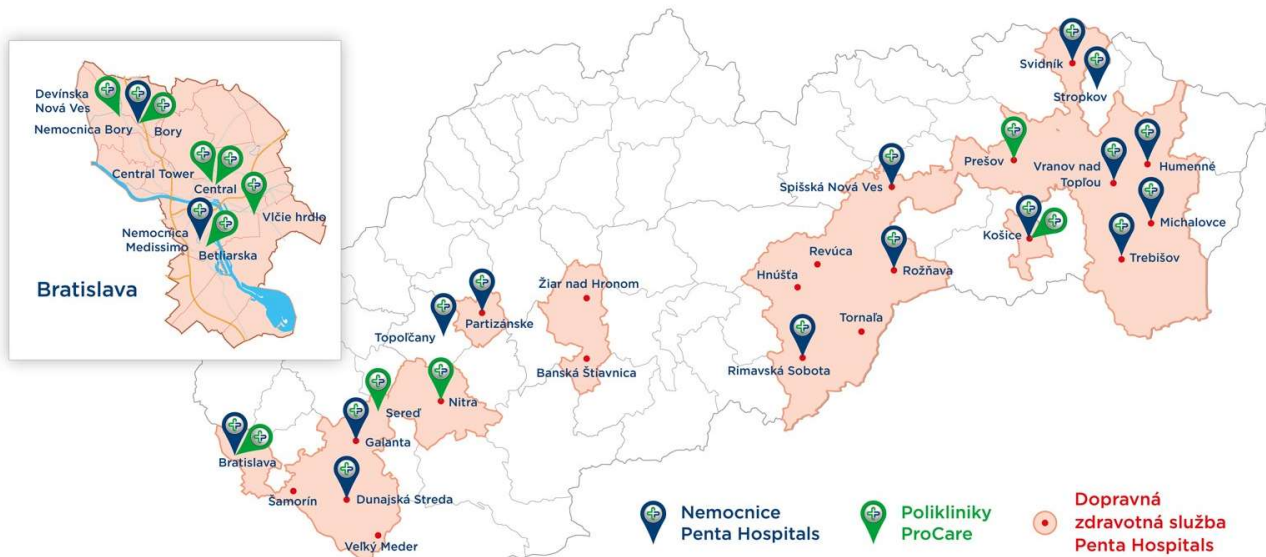 Devínska
Nová Ves
Nemocnica Bory
Bory
Central Tower
Central
Vlčie hrdlo
Nemocnica
Medissimo
Betliarska
Bratislava
Svidník
Stropkov
Prešov
Vranov nad
Topľou
Humenné
Spišská Nová Ves
Michalovce
Košice
Trebišov
Revúca
Rožňava
Hnúšťa
Žiar nad Hronom
Tornaľa
Partizánske
Topoľčany
Rimavská Sobota
Banská Štiavnica
Nitra
Sereď
Galanta
Bratislava
Šamorín
Dunajská Streda
Veľký Meder
Nemocnice
Penta Hospitals
Polikliniky
ProCare
Dopravná
zdravotná služba
Penta Hospitals